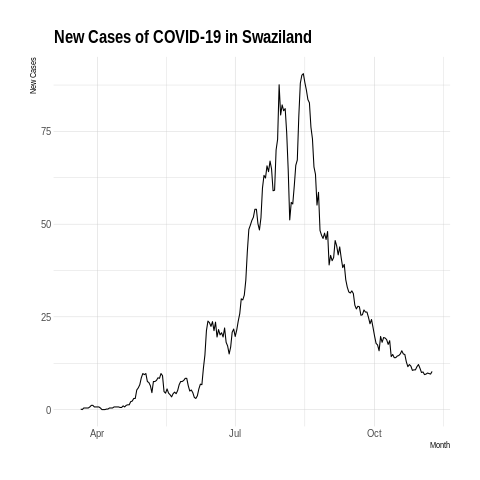 New Cases of COVID-19 in Swaziland
New Cases
75
50
25
0
Apr Jul Oct
Month